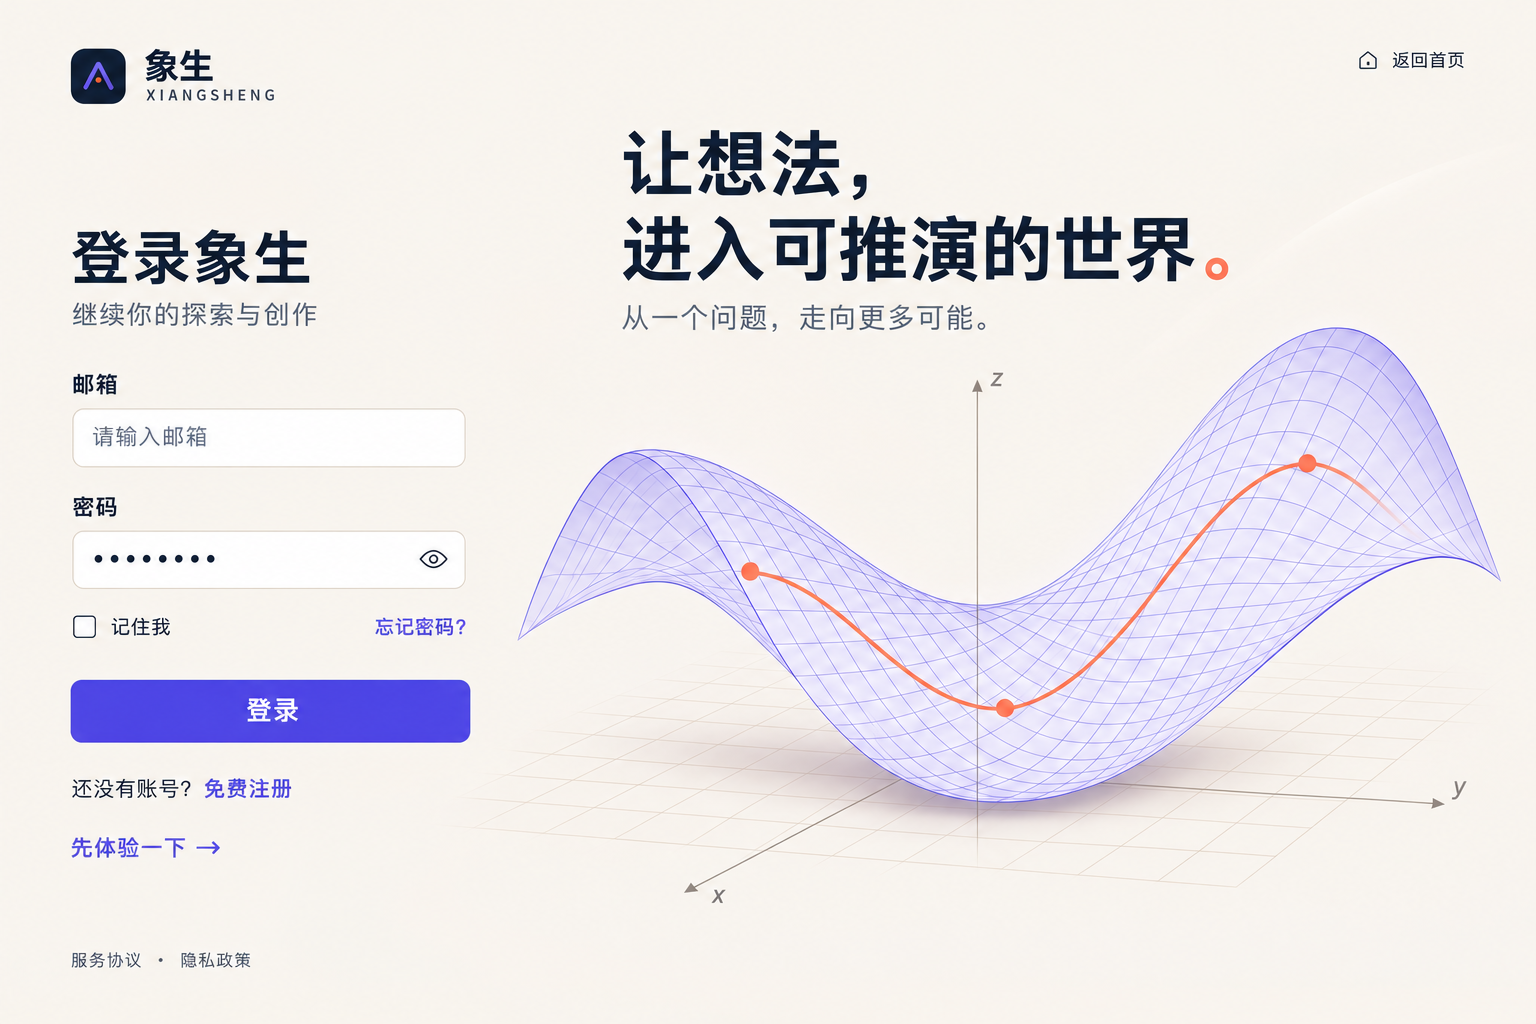 象生
XIANGSHENG
返回首页
让想法，
进入可推演的世界。
从一个问题，走向更多可能。
登录象生
继续你的探索与创作
邮箱
请输入邮箱
密码
••••••••
记住我
忘记密码？
登录
还没有账号？ 免费注册
先体验一下 →
服务协议 • 隐私政策
z
y
x